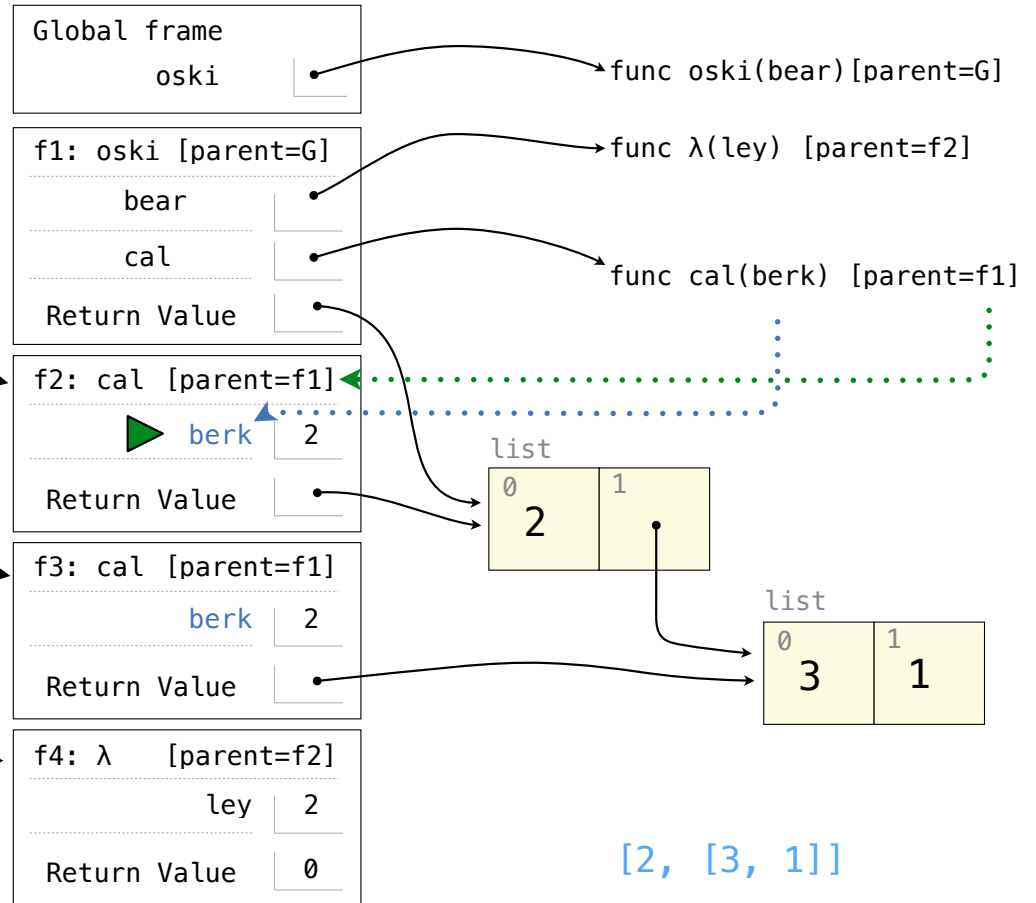 Global frame
oski
func oski(bear)[parent=G]
f1: oski [parent=G]
func λ(ley) [parent=f2]
bear
cal
func cal(berk) [parent=f1]
Return Value
f2: cal [parent=f1]
berk 2
list
Return Value
0 1
2
f3: cal [parent=f1]
berk 2
list
0 1
3 1
Return Value
f4: λ [parent=f2]
ley 2
Return Value 0
[2, [3, 1]]